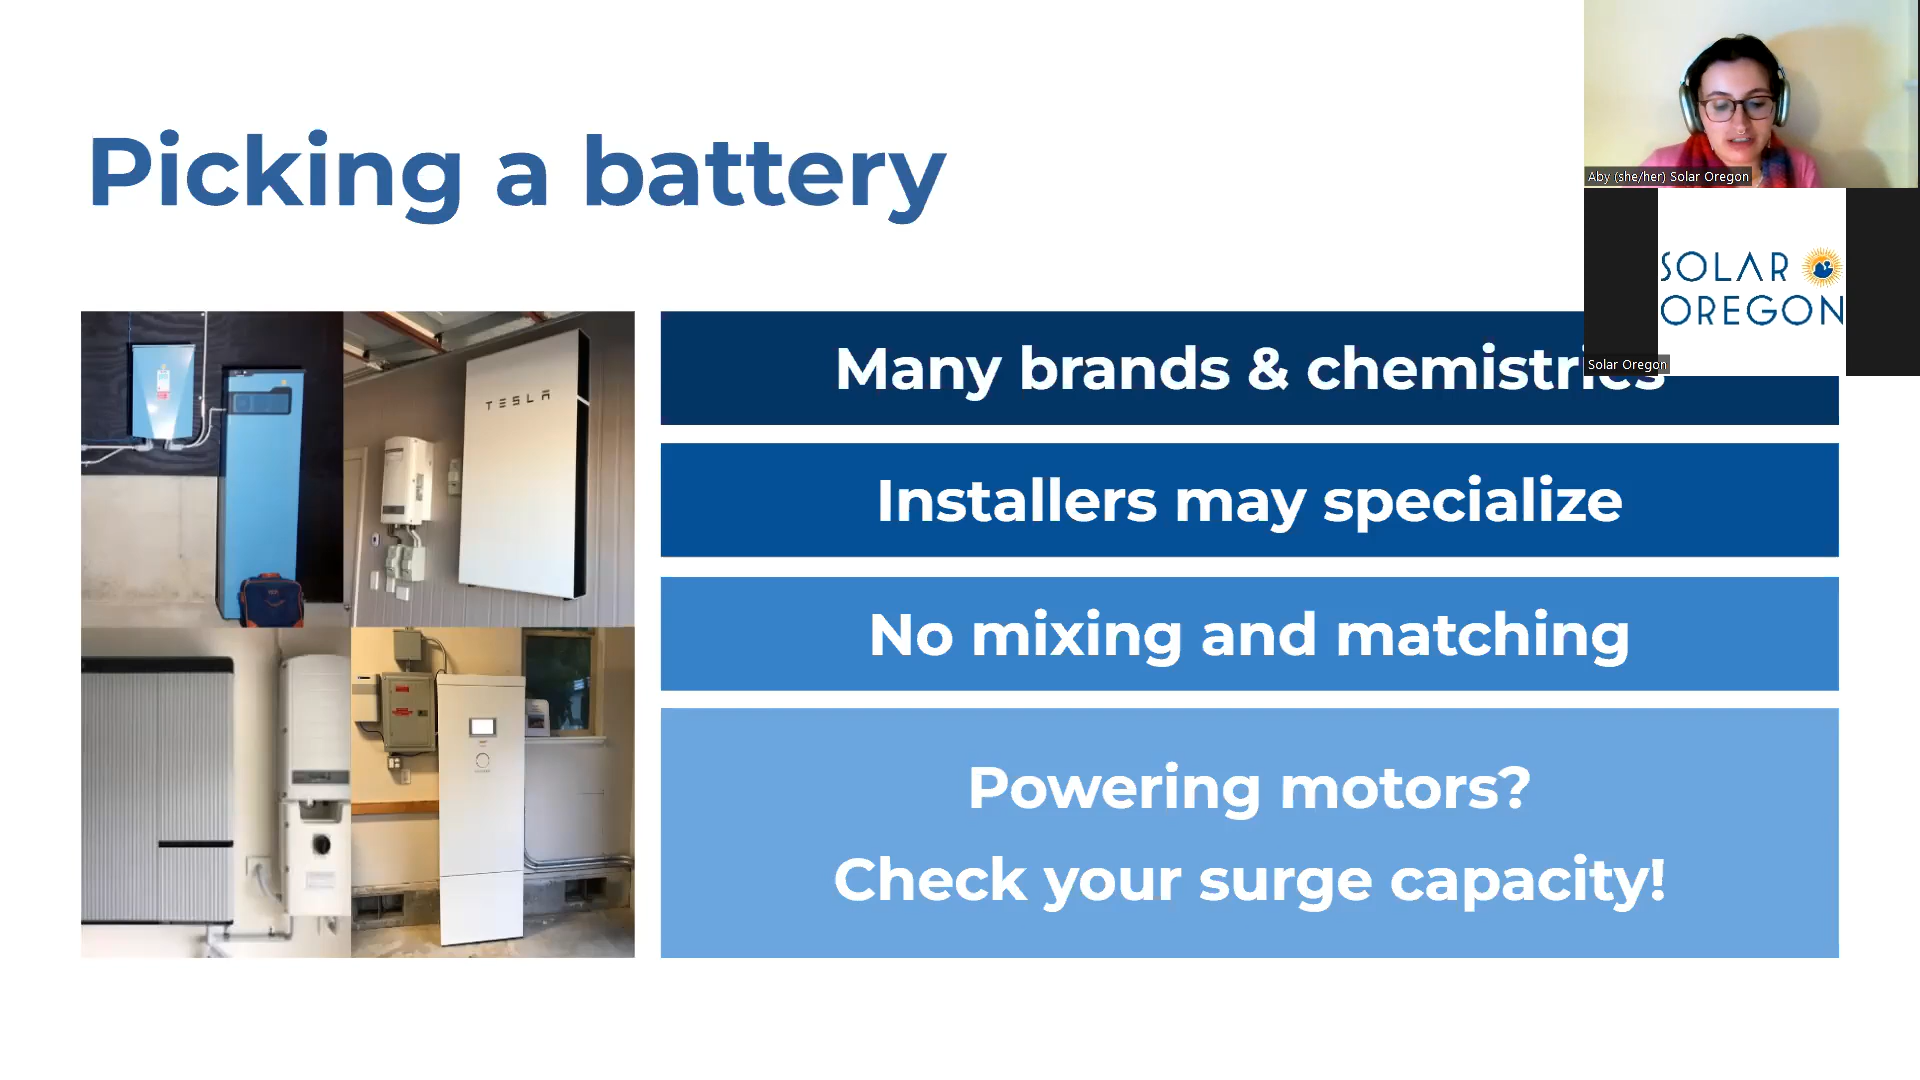 Picking a battery
Aby (she/her) Solar Oregon
SOLAR
OREGON
Solar Oregon
TESLA
Many brands & chemistries
Installers may specialize
No mixing and matching
Powering motors?
Check your surge capacity!